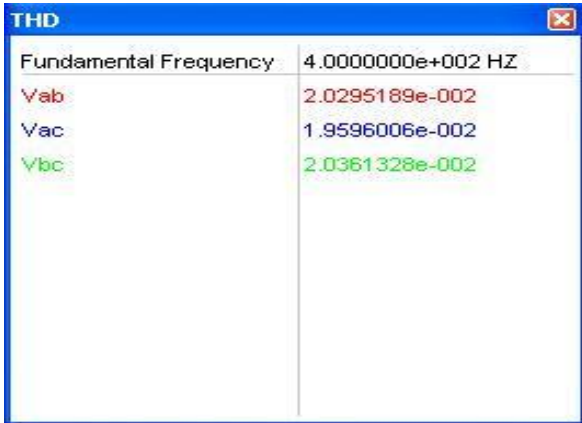 THD
Fundamental Frequency 4.0000000e+002 HZ
Vab 2.0295189e-002
Vac 1.9596006e-002
Vbc 2.0361328e-002